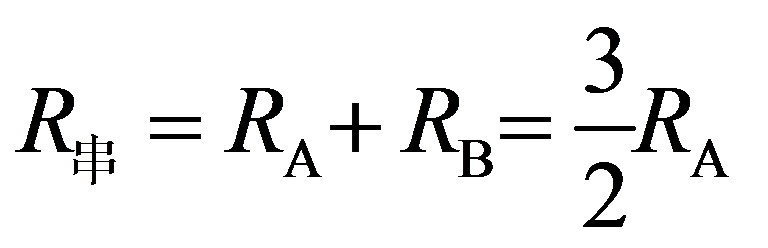 R串 = RA + RB = 3/2 RA